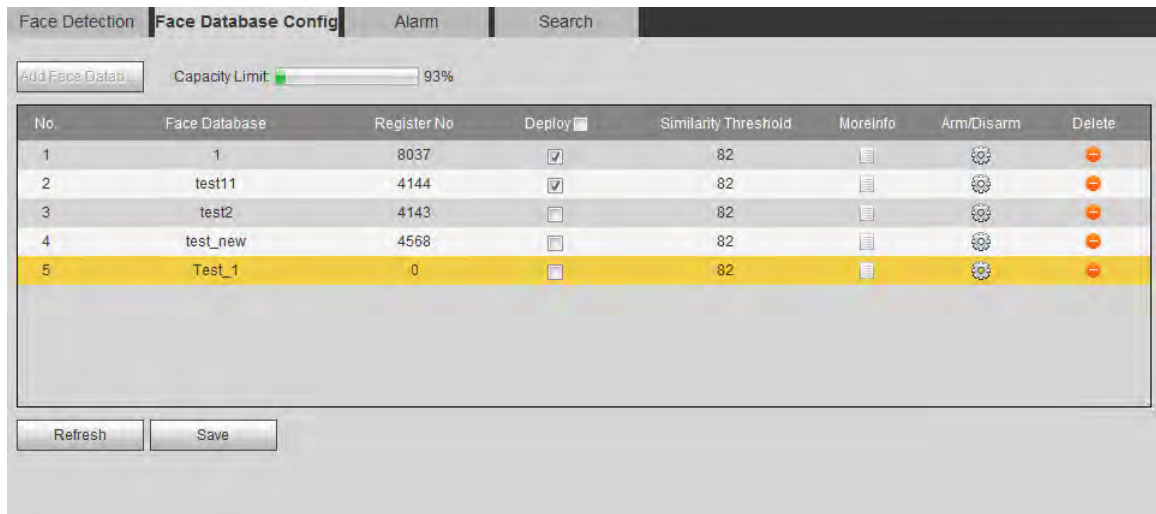 Face Detection Face Database Config Alarm Search
Add Face Datab... Capacity Limit: 93%
No. Face Database Register No Deploy Similarity Threshold MoreInfo Arm/Disarm Delete
1 1 8037 82
2 test11 4144 82
3 test2 4143 82
4 test_new 4568 82
5 Test_1 0 82
Refresh Save